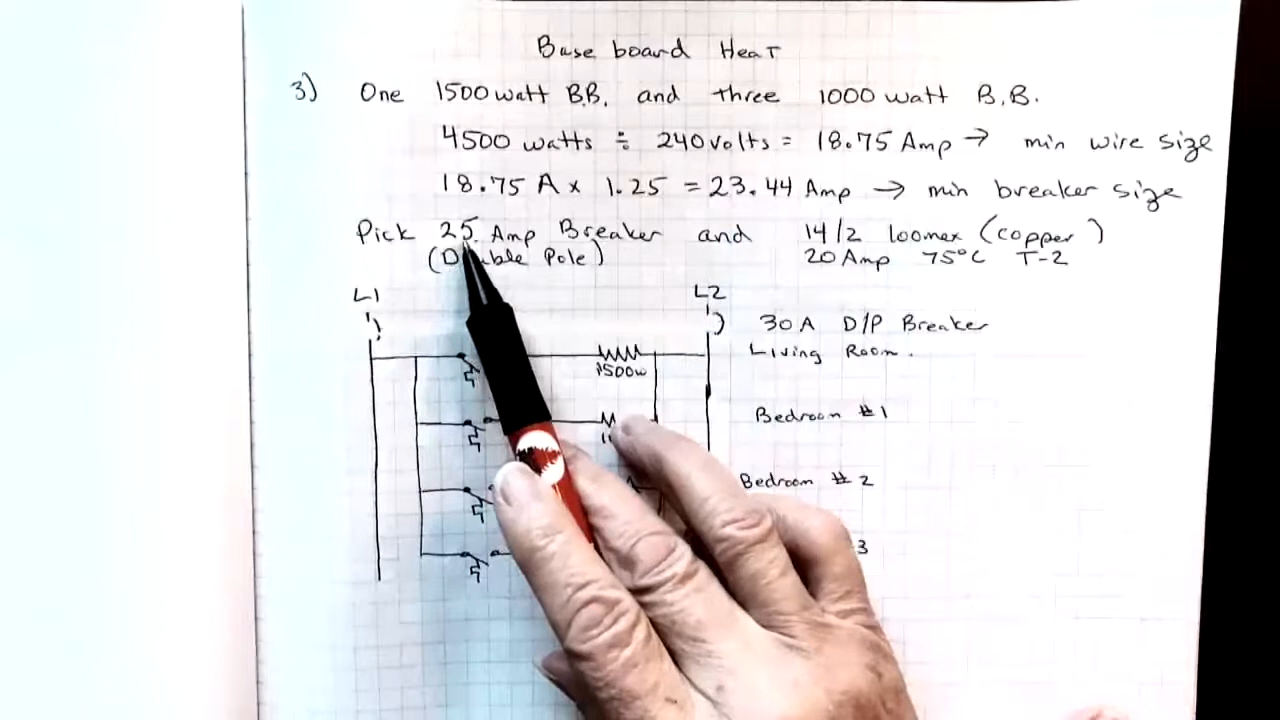 Base board Heat
3) One 1500 watt B.B. and three 1000 watt B.B.
4500 watts ÷ 240 volts = 18.75 Amp → min wire size
18.75 A x 1.25 = 23.44 Amp → min breaker size
Pick 25 Amp Breaker and 14/2 loomex (copper)
(Double Pole) 20 Amp 75°C T-2
L1 L2
30 A D/P Breaker
Living Room.
1500w
Bedroom #1
Bedroom #2
3